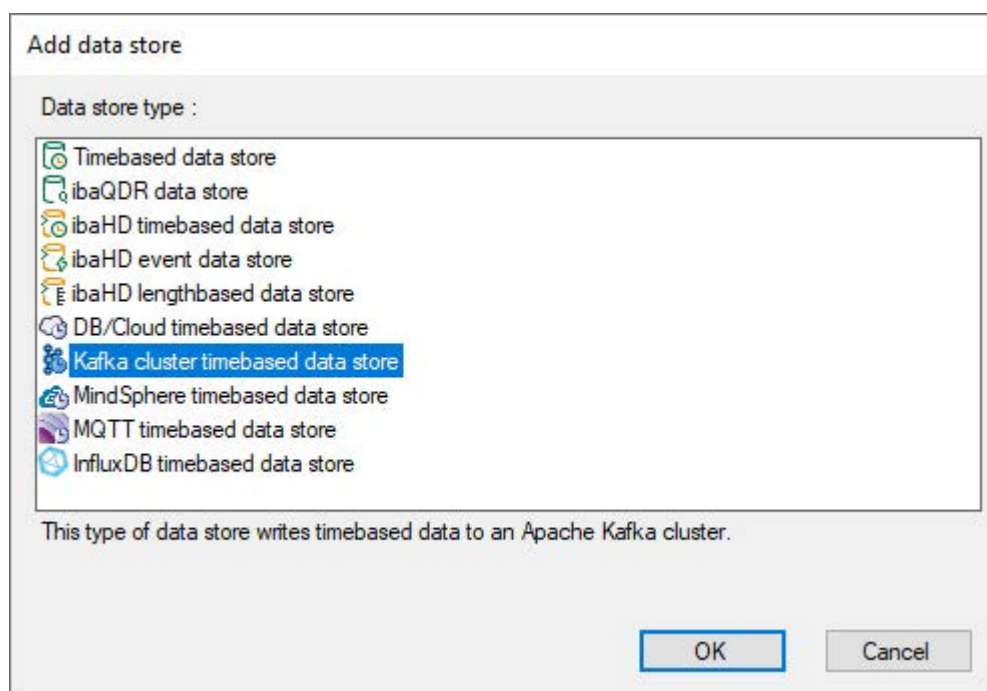 Add data store
Data store type :
Timebased data store
ibaQDR data store
ibaHD timebased data store
ibaHD event data store
ibaHD lengthbased data store
DB/Cloud timebased data store
Kafka cluster timebased data store
MindSphere timebased data store
MQTT timebased data store
InfluxDB timebased data store
This type of data store writes timebased data to an Apache Kafka cluster.
OK Cancel